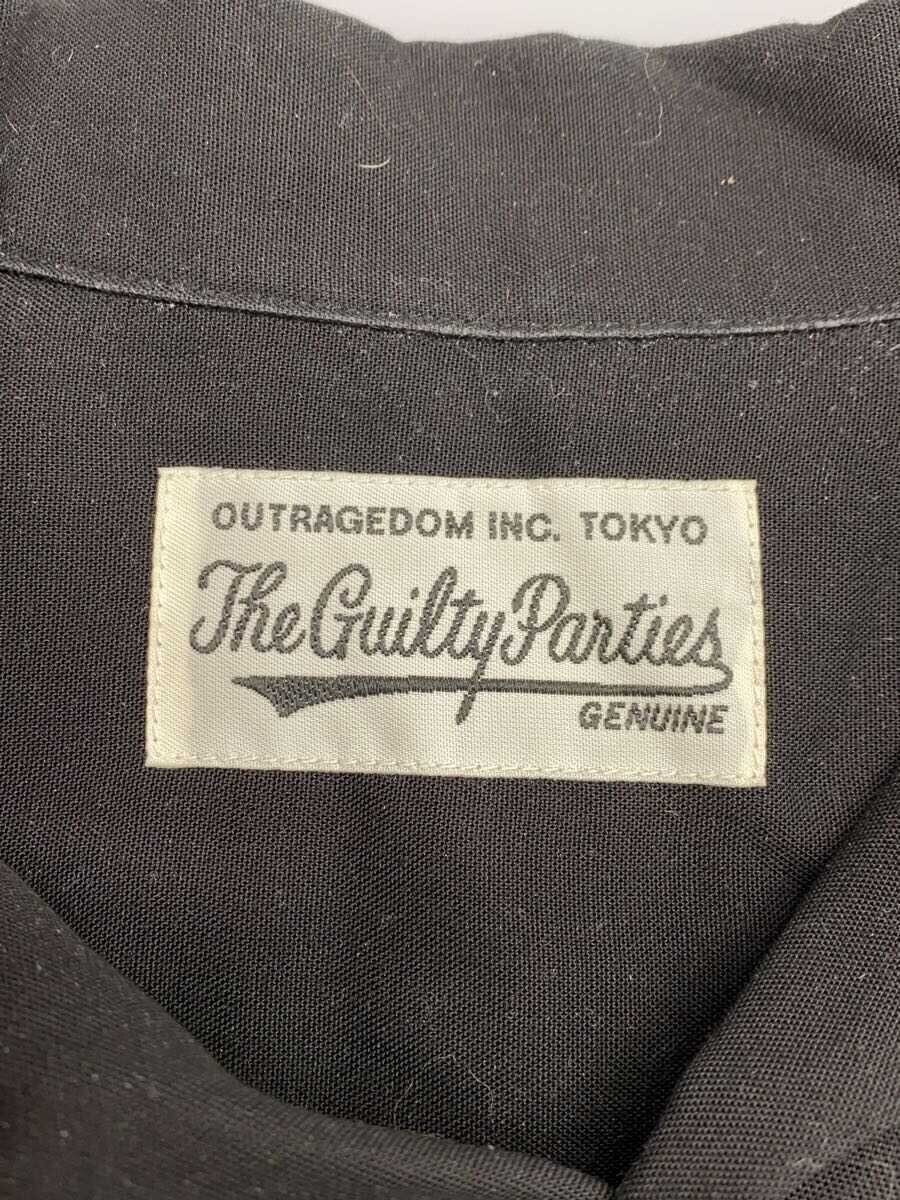 OUTRAGEDOM INC. TOKYO
The Guilty Parties
GENUINE